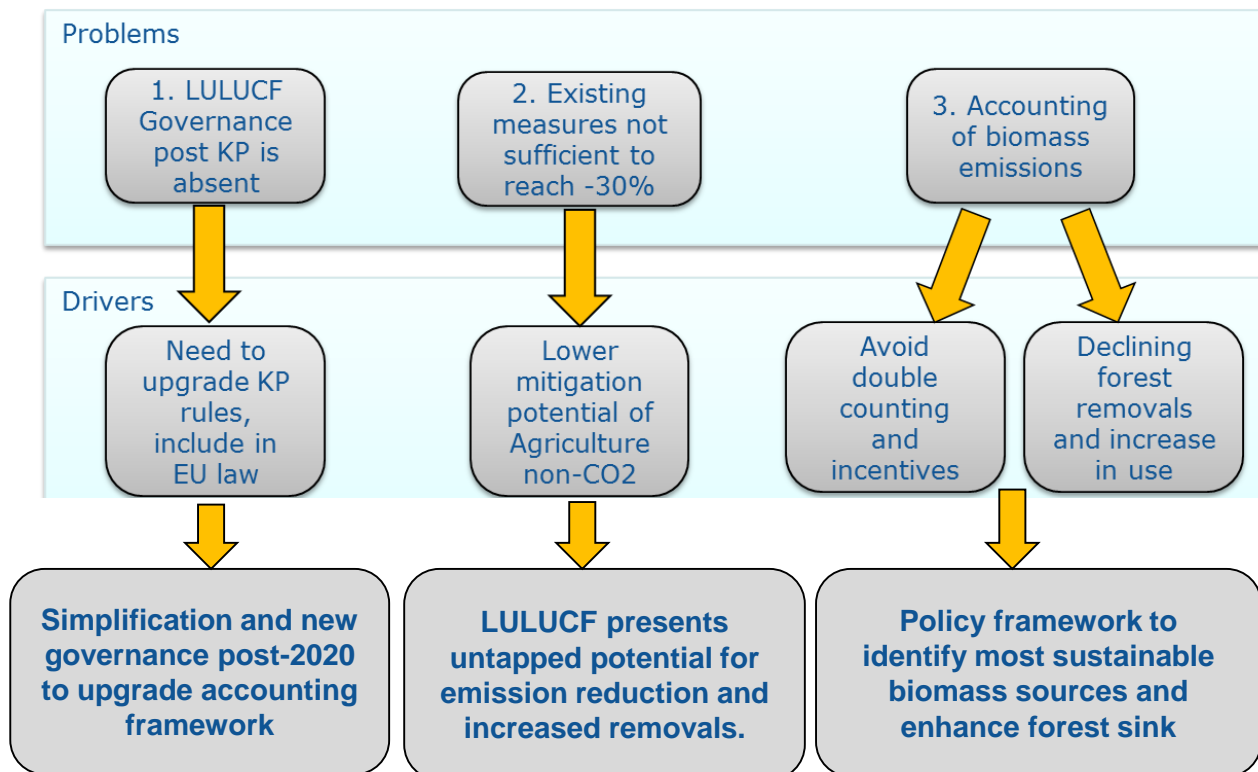 Problems
1. LULUCF
Governance
post KP is
absent
2. Existing
measures not
sufficient to
reach -30%
3. Accounting
of biomass
emissions
Drivers
Need to
upgrade KP
rules,
include in
EU law
Lower
mitigation
potential of
Agriculture
non-CO2
Avoid
double
counting
and
incentives
Declining
forest
removals
and increase
in use
Simplification and new
governance post-2020
to upgrade accounting
framework
LULUCF presents
untapped potential for
emission reduction and
increased removals.
Policy framework to
identify most sustainable
biomass sources and
enhance forest sink